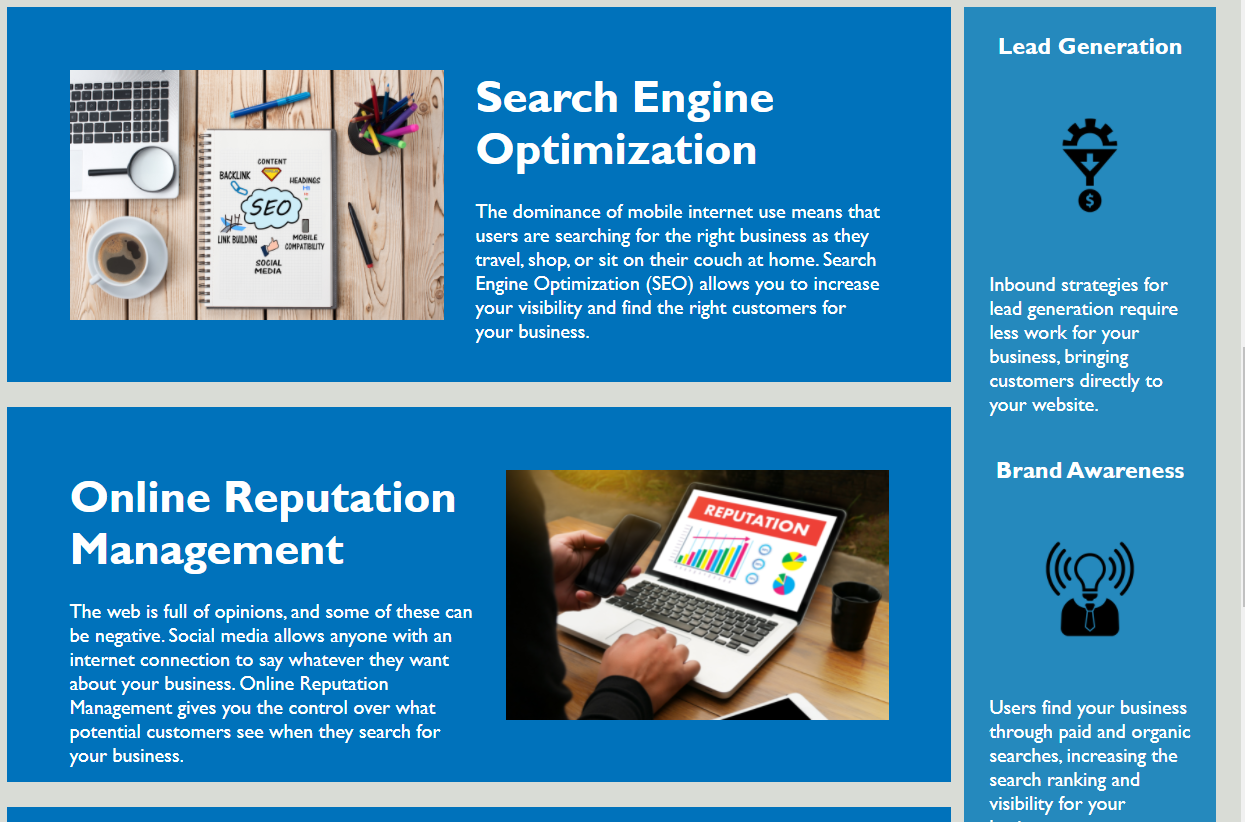 Search Engine
Optimization
The dominance of mobile internet use means that
users are searching for the right business as they
travel, shop, or sit on their couch at home. Search
Engine Optimization (SEO) allows you to increase
your visibility and find the right customers for
your business.
CONTENT
BACKLINK
HEADINGS
SEO
LINK BUILDING
MOBILE
COMPATIBILITY
SOCIAL
MEDIA
Online Reputation
Management
The web is full of opinions, and some of these can
be negative. Social media allows anyone with an
internet connection to say whatever they want
about your business. Online Reputation
Management gives you the control over what
potential customers see when they search for
your business.
REPUTATION
Lead Generation
$
Inbound strategies for
lead generation require
less work for your
business, bringing
customers directly to
your website.
Brand Awareness
Users find your business
through paid and organic
searches, increasing the
search ranking and
visibility for your